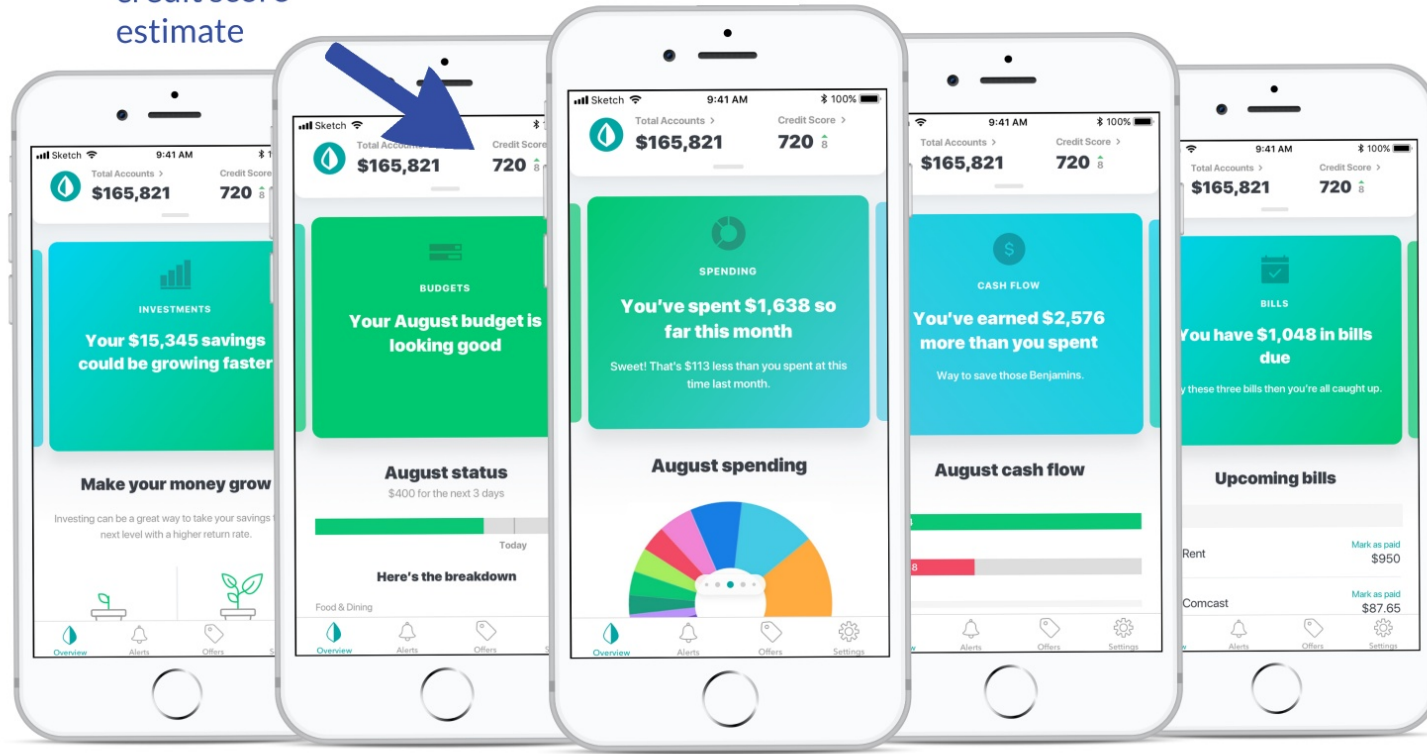 estimate
Sketch
9:41 AM
Total Accounts >
Credit Score
$165,821
720
8
INVESTMENTS
Your $15,345 savings
could be growing faster
Make your money grow
Investing can be a great way to take your savings
next level with a higher return rate.
Overview
Alerts
Offers
Sketch
Total Accounts
Credit Score
$165,821
720
8
BUDGETS
Your August budget is
looking good
August status
$400 for the next 3 days
Today
Here's the breakdown
Food & Dining
Overview
Alerts
Offers
Sketch
9:41 AM
100%
Total Accounts >
Credit Score >
$165,821
720
8
SPENDING
You've spent $1,638 so
far this month
Sweet! That's $113 less than you spent at this
time last month.
August spending
Overview
Alerts
Offers
Settings
9:41 AM
100%
Total Accounts >
Credit Score >
$165,821
720
8
$
CASH FLOW
You've earned $2,576
more than you spent
Way to save those Benjamins.
August cash flow
8
Alerts
Offers
Settings
9:41 AM
100%
Total Accounts >
Credit Score >
$165,821
720
8
BILLS
You have $1,048 in bills
due
these three bills then you're all caught up.
Upcoming bills
Mark as paid
Rent
$950
Mark as paid
Comcast
$87.65
Alerts
Offers
Settings